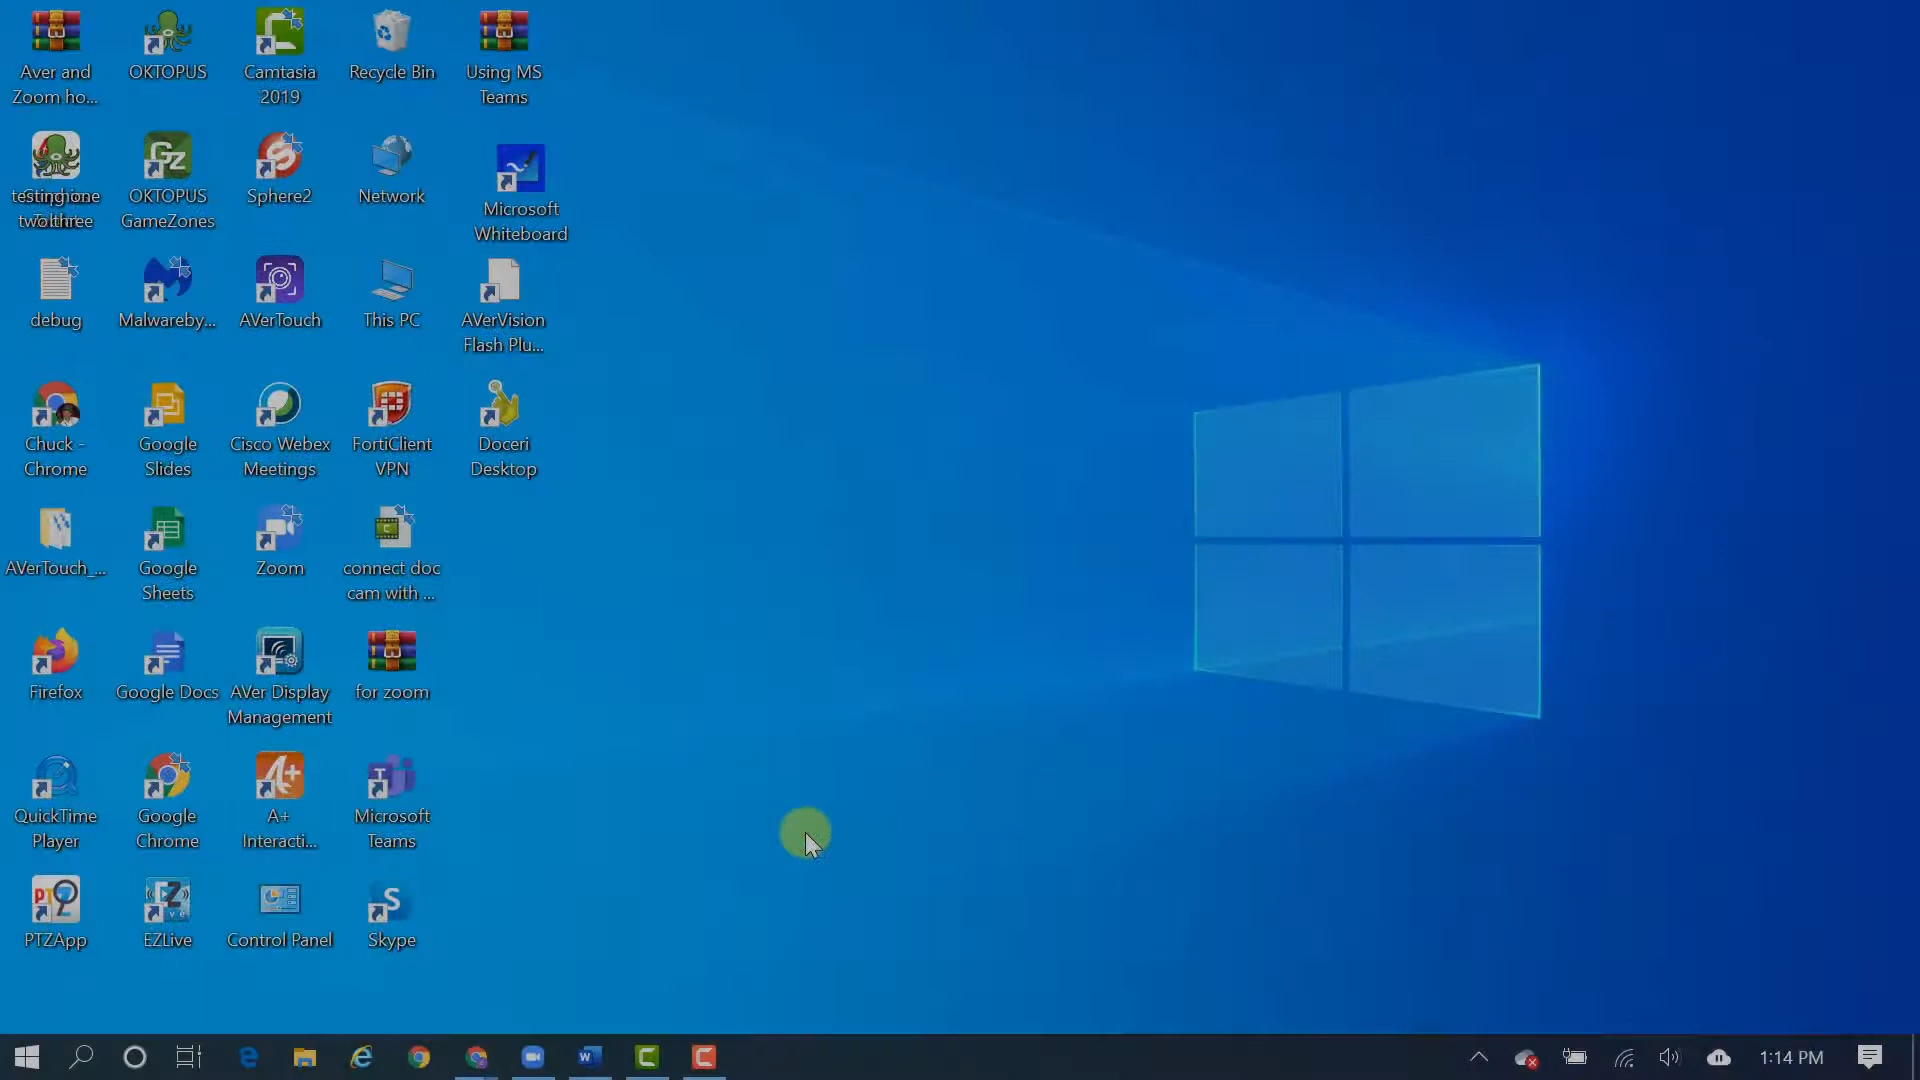 Aver and
Zoom ho...
OKTOPUS
Camtasia
2019
Recycle Bin
Using MS
Teams
two three
OKTOPUS
GameZones
Sphere2
Network
Microsoft
Whiteboard
debug
Malwareby...
AVerTouch
This PC
AVerVision
Flash Plu...
Chuck -
Chrome
Google
Slides
Cisco Webex
Meetings
FortiClient
VPN
Doceri
Desktop
AVerTouch_...
Google
Sheets
Zoom
connect doc
cam with ...
Firefox
Google Docs
AVer Display
Management
for zoom
QuickTime
Player
Google
Chrome
A+
Interacti...
Microsoft
Teams
PTZApp
EZLive
Control Panel
Skype
1:14 PM